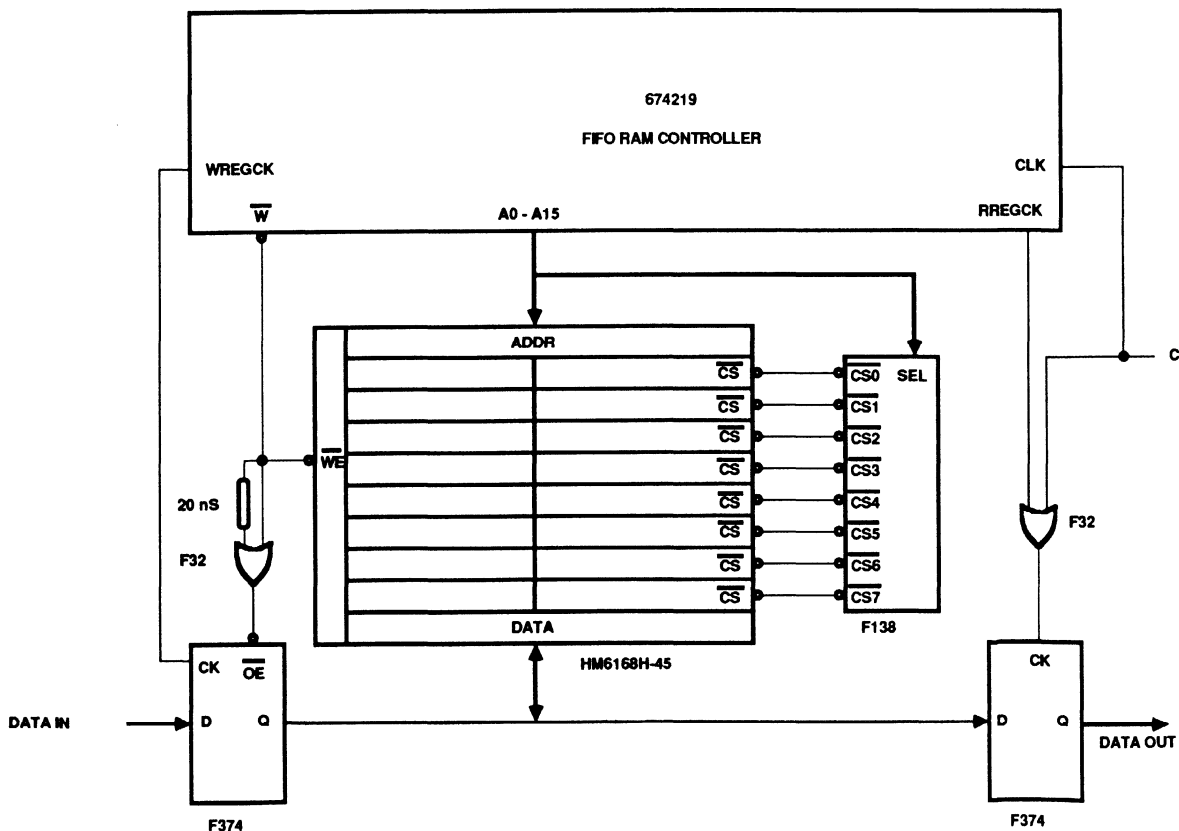 674219
FIFO RAM CONTROLLER
WREGCK
CLK
W
A0 - A15
RREGCK
ADDR
CS
CS0
SEL
C
CS
CS1
CS
CS2
WE
CS
CS3
20 nS
CS
CS4
F32
CS
CS5
F32
CS
CS6
CS
CS7
DATA
F138
HM6168H-45
CK
OE
CK
DATA IN
D
Q
D
Q
DATA OUT
F374
F374